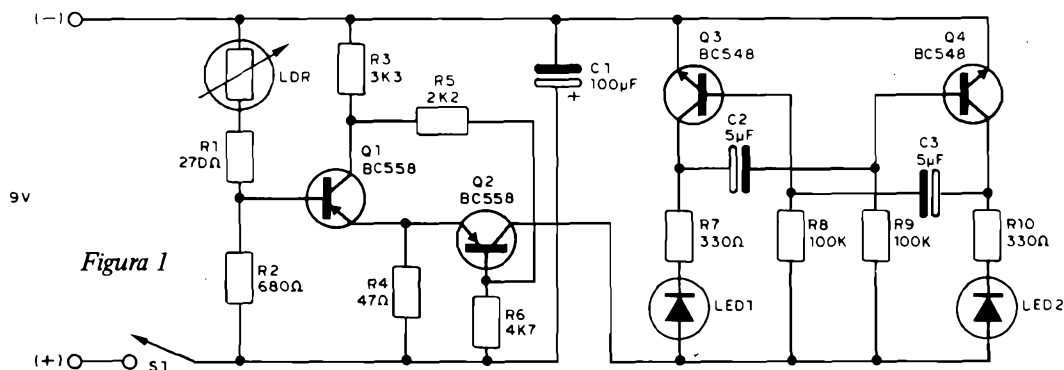 (-)
Q3
BC548
Q4
BC548
R3
3K3
LDR
C1
100µF
+
R5
2K2
R1
270Ω
Q1
BC558
C2
5µF
C3
5µF
9V
Q2
BC558
R7
330Ω
R8
100K
R9
100K
R10
330Ω
Figura 1
R2
680Ω
R4
47Ω
R6
4K7
LED1
LED2
(+)
S1